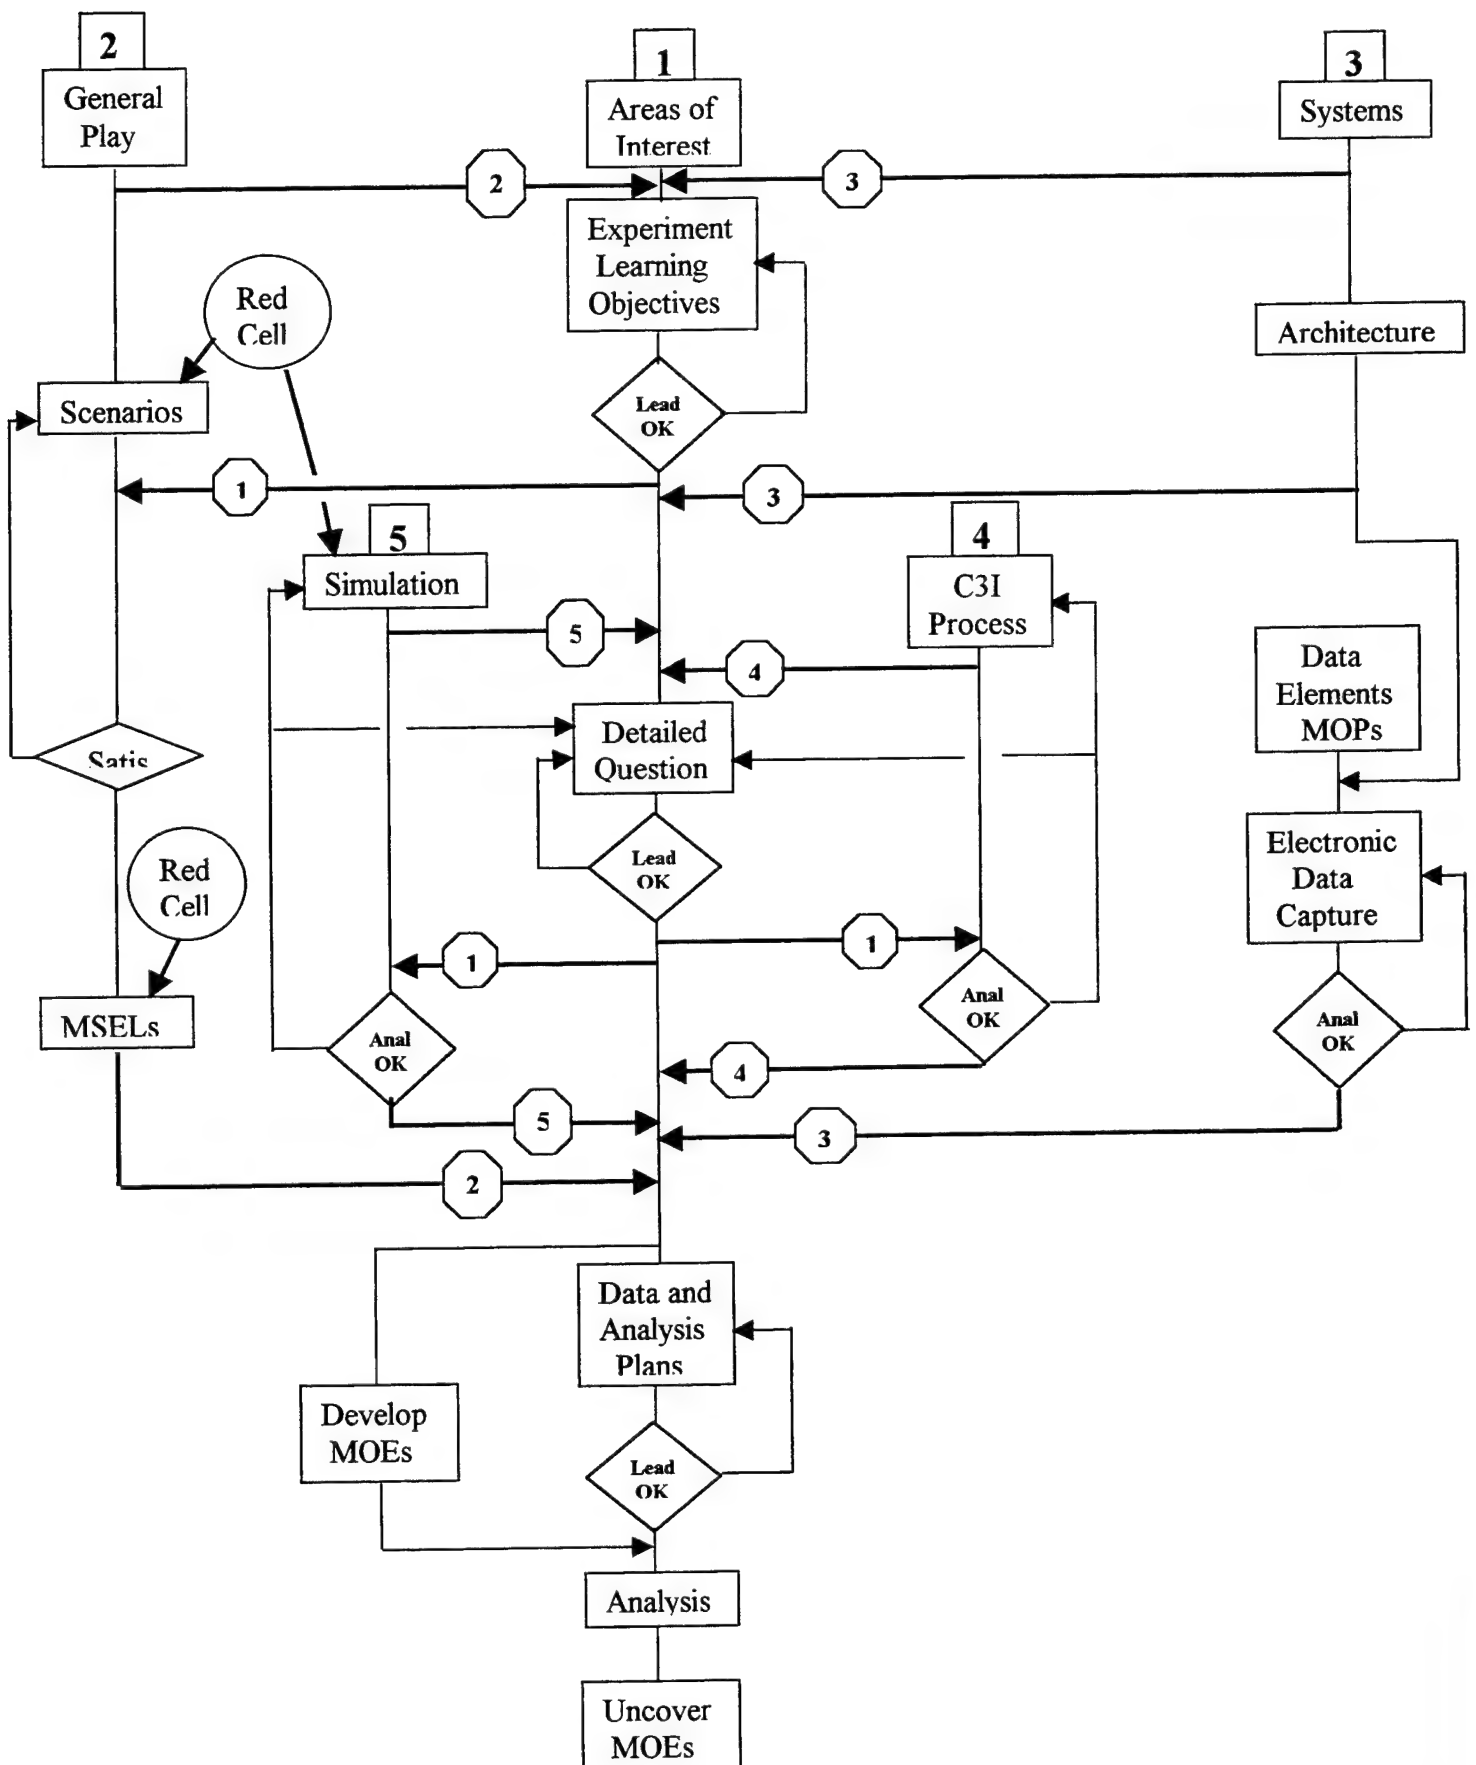 2
General
Play
1
Areas of
Interest
3
Systems
2
3
Experiment
Learning
Objectives
Red
Cell
Architecture
Scenarios
Lead
OK
1
3
5
Simulation
4
C3I
Process
5
4
Data
Elements
MOPs
Detailed
Question
Satis
Electronic
Data
Capture
Lead
OK
Red
Cell
1
1
MSELs
Anal
OK
Anal
OK
Anal
OK
4
5
3
2
Data and
Analysis
Plans
Develop
MOEs
Lead
OK
Analysis
Uncover
MOEs